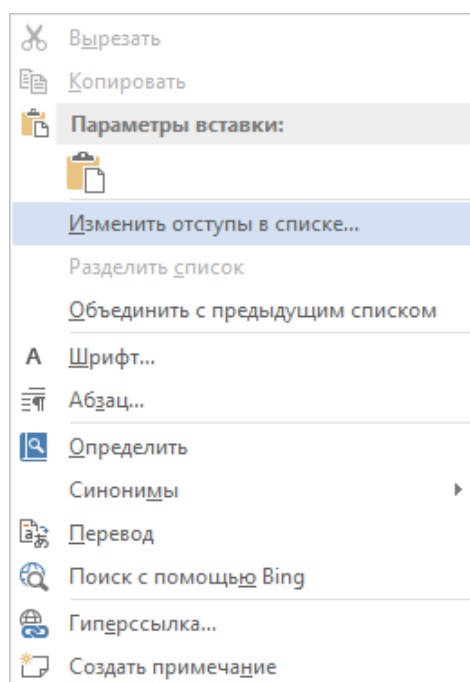 Вырезать
Копировать
Параметры вставки:
Изменить отступы в списке...
Разделить список
Объединить с предыдущим списком
Шрифт...
Абзац...
Определить
Синонимы
Перевод
Поиск с помощью Bing
Гиперссылка...
Создать примечание